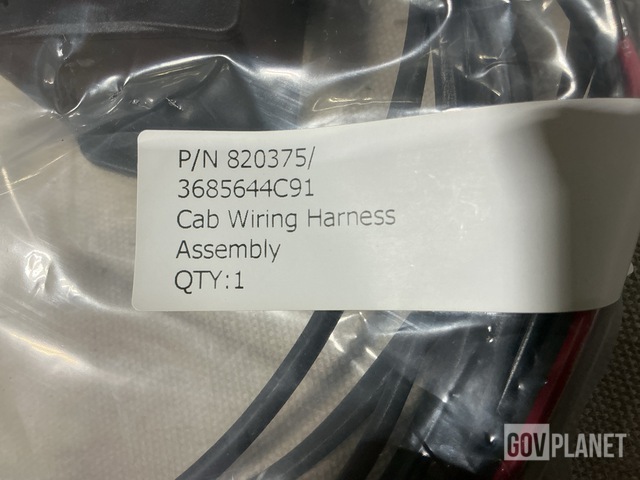 P/N 820375/
3685644C91
Cab Wiring Harness
Assembly
QTY:1
GOVPLANET